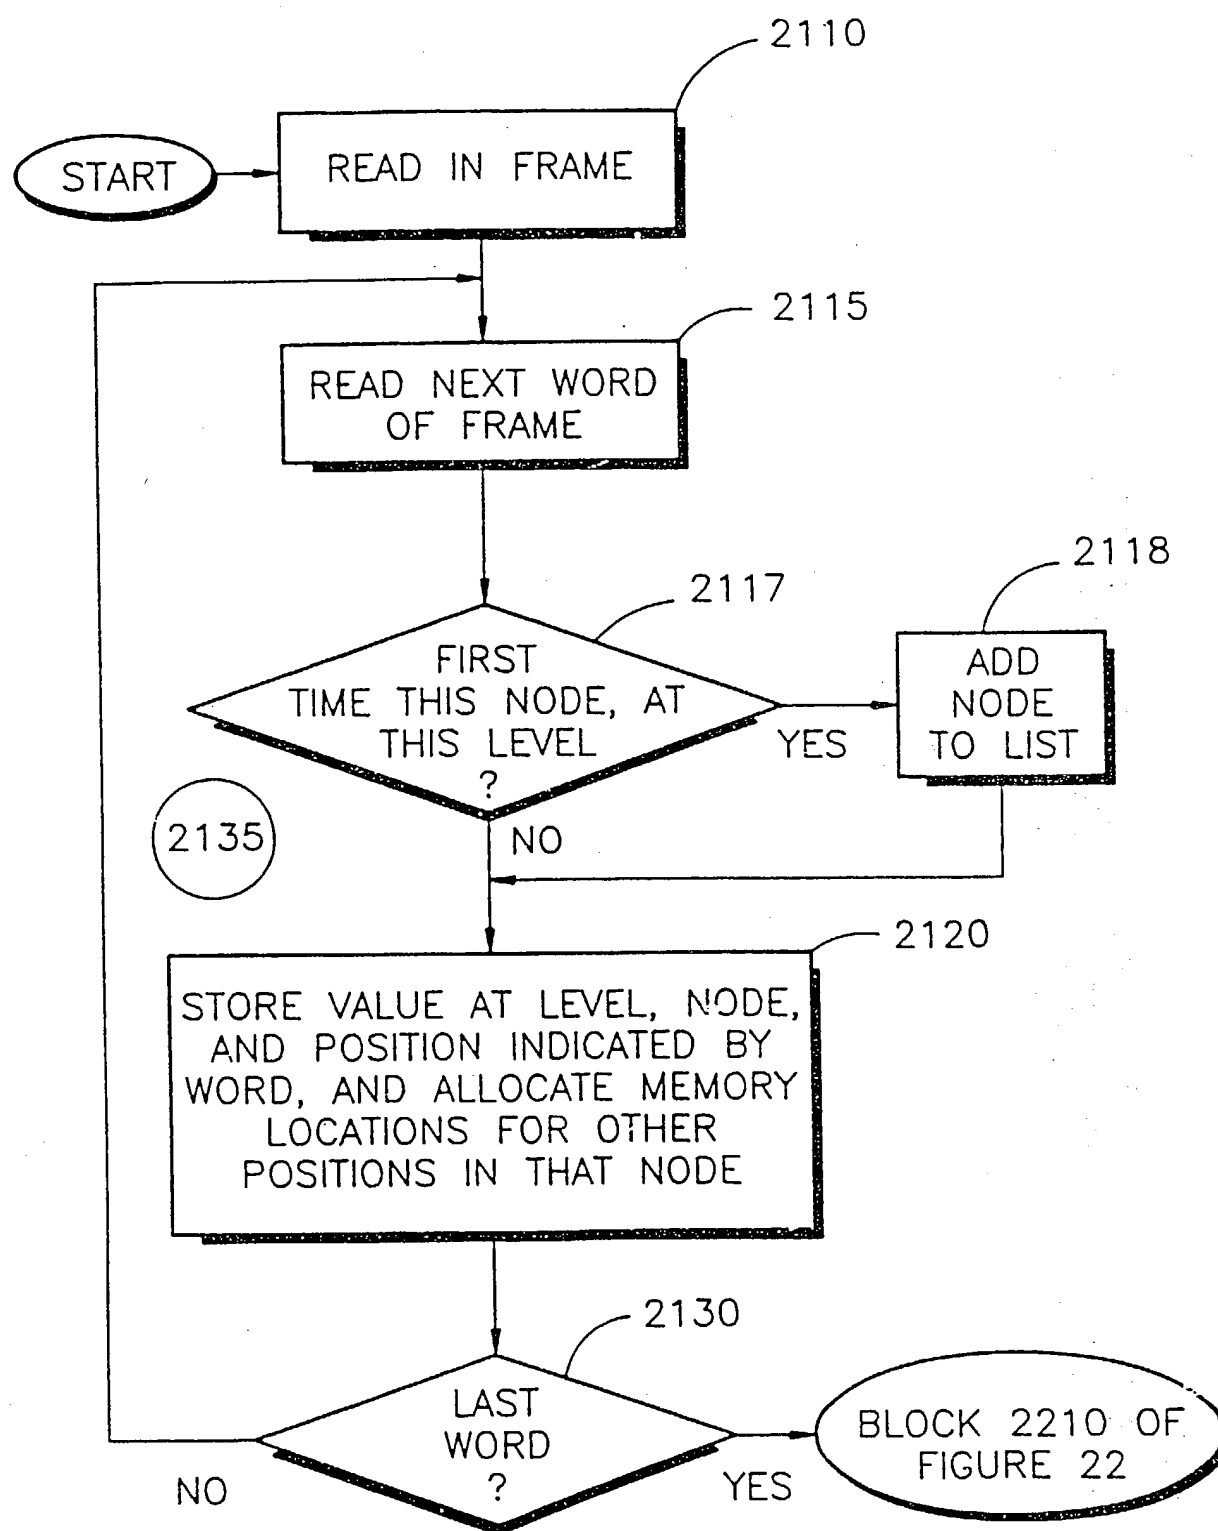 2110
START
READ IN FRAME
2115
READ NEXT WORD
OF FRAME
2117
2118
FIRST
TIME THIS NODE, AT
THIS LEVEL
?
YES
ADD
NODE
TO LIST
2135
NO
2120
STORE VALUE AT LEVEL, NODE,
AND POSITION INDICATED BY
WORD, AND ALLOCATE MEMORY
LOCATIONS FOR OTHER
POSITIONS IN THAT NODE
2130
LAST
WORD
?
NO
YES
BLOCK 2210 OF
FIGURE 22